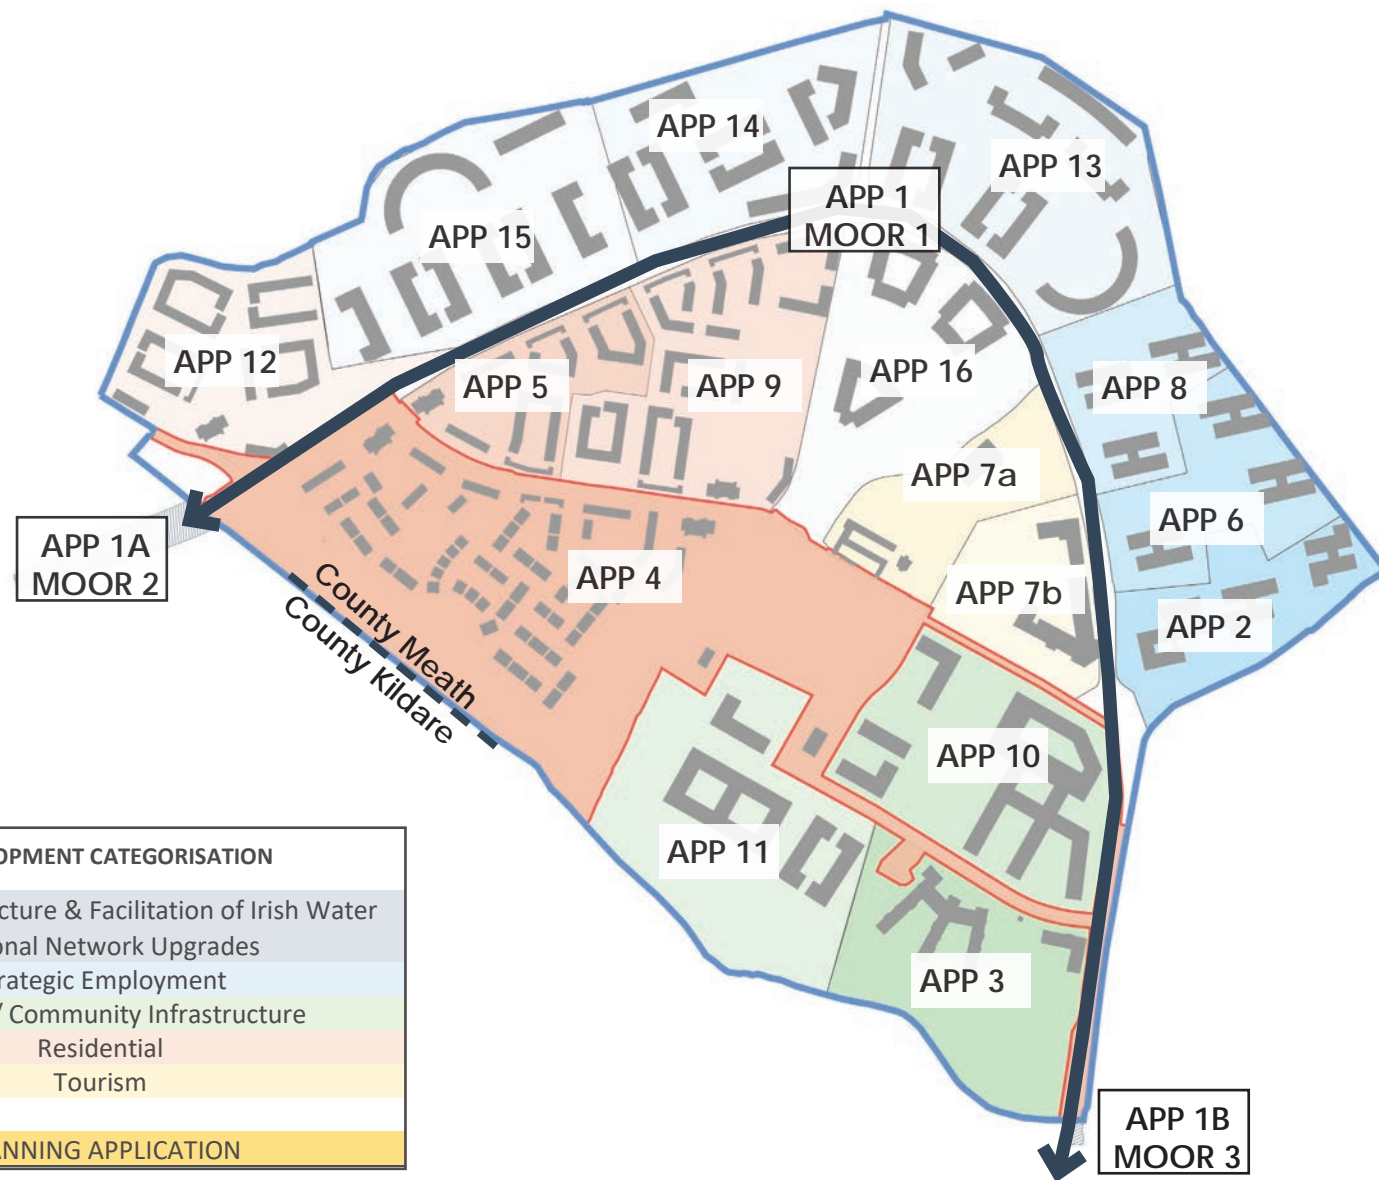 APP 14
APP 13
APP 1
MOOR 1
APP 15
APP 12
APP 5
APP 9
APP 16
APP 8
APP 7a
APP 6
APP 1A
MOOR 2
APP 4
APP 7b
APP 2
County Meath
County Kildare
APP 10
APP 11
APP 3
OPMENT CATEGORISATION
cture & Facilitation of Irish Water
onal Network Upgrades
rategic Employment
/ Community Infrastructure
Residential
Tourism
ANNING APPLICATION
APP 1B
MOOR 3